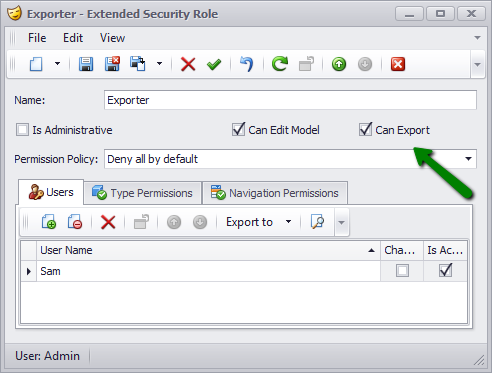 Exporter - Extended Security Role
File Edit View
Name: Exporter
Is Administrative Can Edit Model Can Export
Permission Policy: Deny all by default
Users Type Permissions Navigation Permissions
Export to
User Name Cha... Is Ac...
Sam
User: Admin